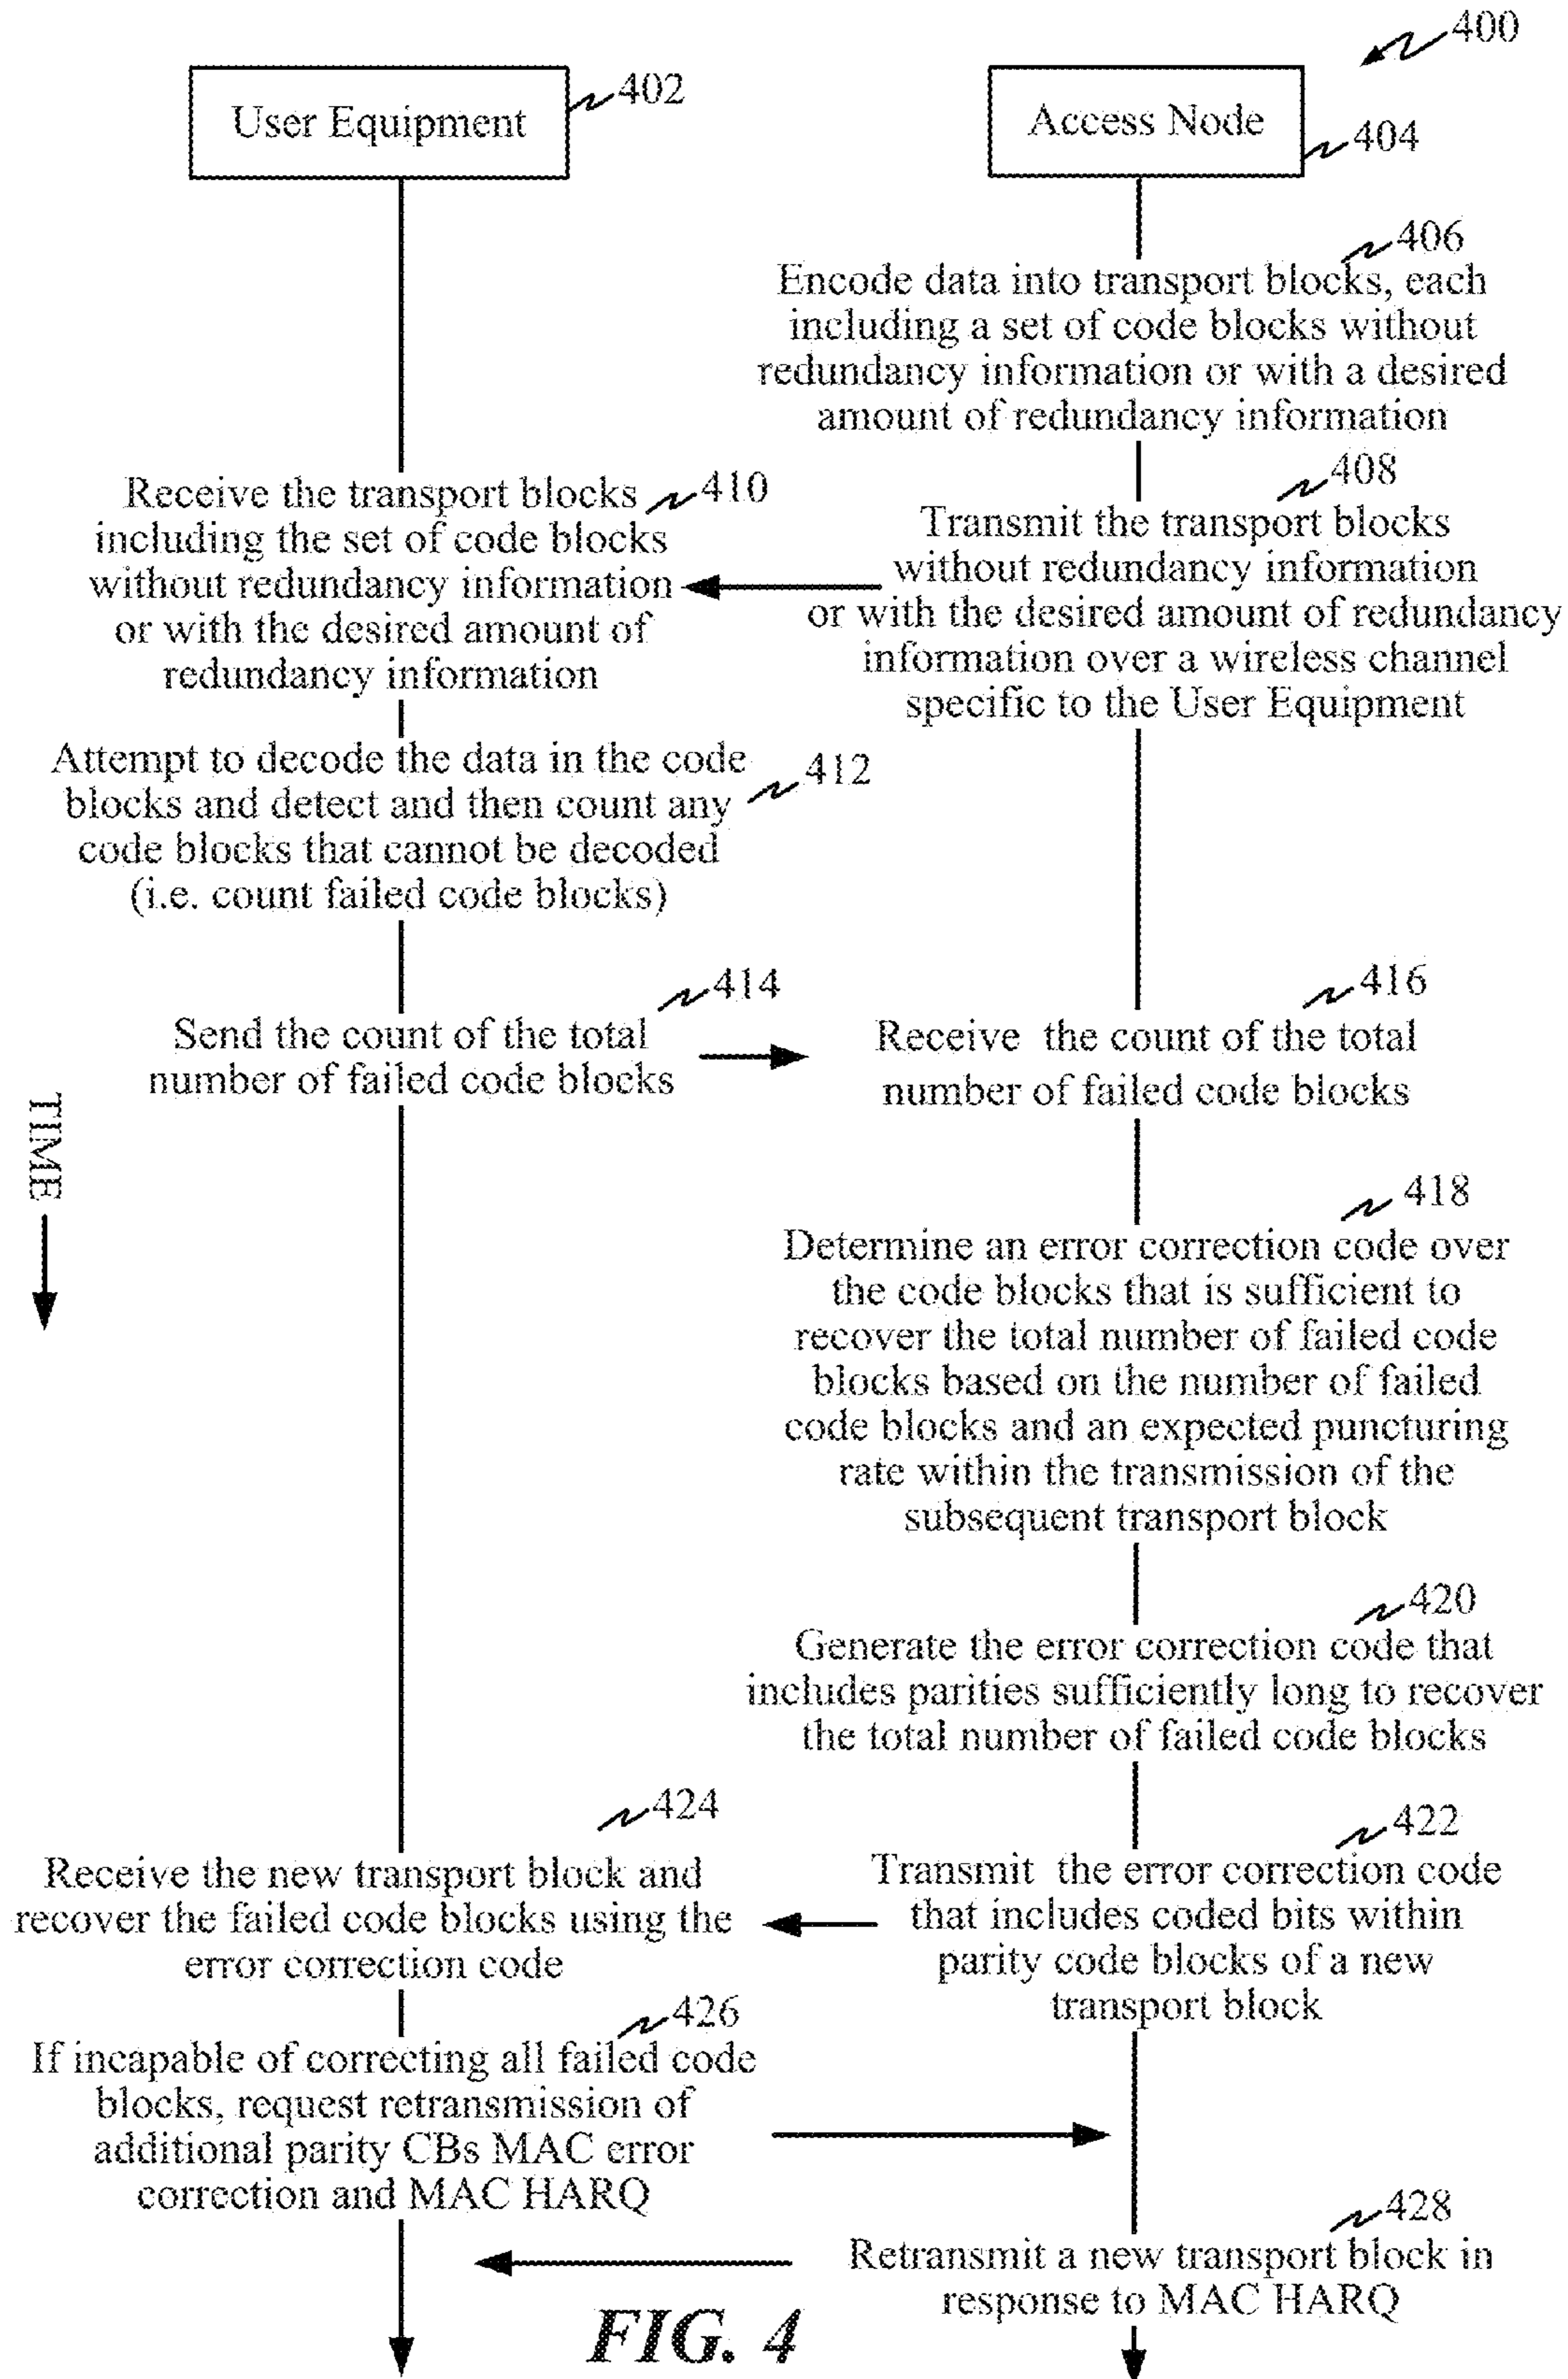 400
User Equipment
402
Access Node
404
406
Encode data into transport blocks, each
including a set of code blocks without
redundancy information or with a desired
amount of redundancy information
408
Transmit the transport blocks
without redundancy information
or with the desired amount of redundancy
information over a wireless channel
specific to the User Equipment
Receive the transport blocks 410
including the set of code blocks
without redundancy information
or with the desired amount of
redundancy information
Attempt to decode the data in the code
412
blocks and detect and then count any
code blocks that cannot be decoded
(i.e. count failed code blocks)
414
Send the count of the total
number of failed code blocks
416
Receive the count of the total
number of failed code blocks
TIME
418
Determine an error correction code over
the code blocks that is sufficient to
recover the total number of failed code
blocks based on the number of failed
code blocks and an expected puncturing
rate within the transmission of the
subsequent transport block
420
Generate the error correction code that
includes parities sufficiently long to recover
the total number of failed code blocks
422
Transmit the error correction code
that includes coded bits within
parity code blocks of a new
transport block
424
Receive the new transport block and
recover the failed code blocks using the
error correction code
426
If incapable of correcting all failed code
blocks, request retransmission of
additional parity CBs MAC error
correction and MAC HARQ
428
Retransmit a new transport block in
response to MAC HARQ
FIG. 4